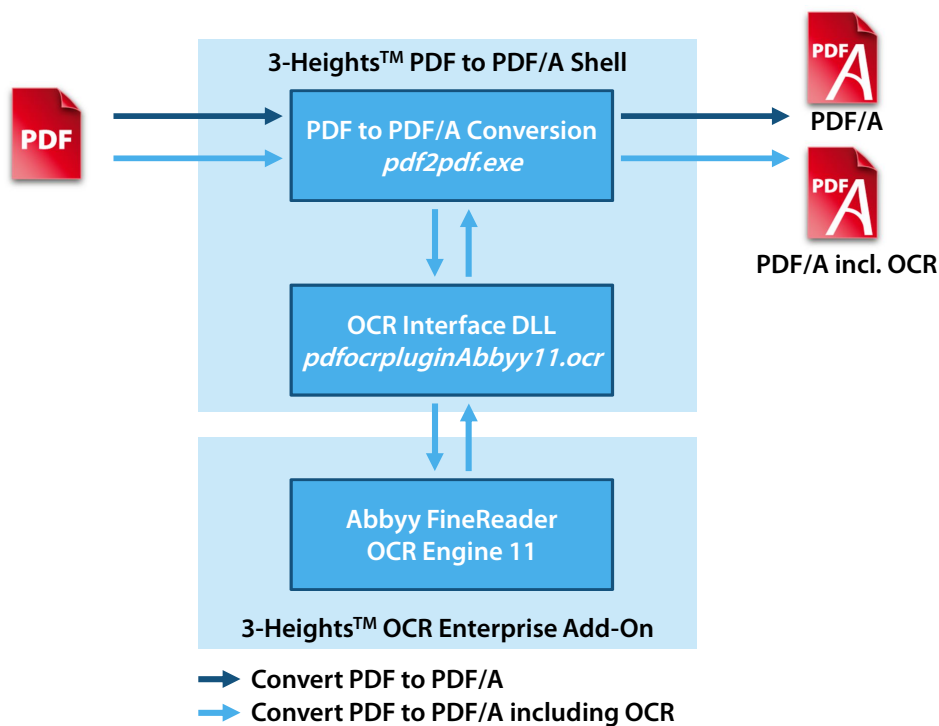 3-Heights™ PDF to PDF/A Shell
PDF
PDF to PDF/A Conversion
pdf2pdf.exe
PDF
A
PDF/A
PDF
A
PDF/A incl. OCR
OCR Interface DLL
pdfocrpluginAbbyy11.ocr
Abbyy FineReader
OCR Engine 11
3-Heights™ OCR Enterprise Add-On
Convert PDF to PDF/A
Convert PDF to PDF/A including OCR